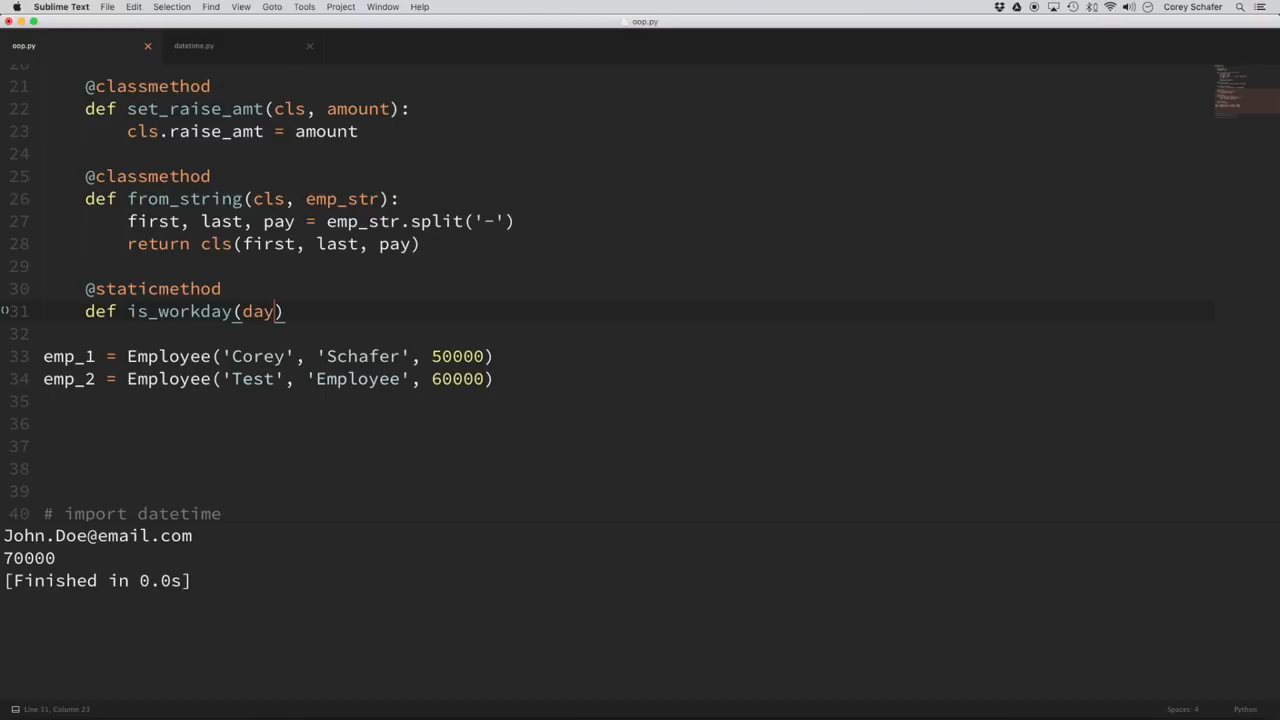 Sublime Text File Edit Selection Find View Goto Tools Project Window Help Corey Schafer
oop.py
oop.py datetime.py
20
21 @classmethod
22 def set_raise_amt(cls, amount):
23 cls.raise_amt = amount
24
25 @classmethod
26 def from_string(cls, emp_str):
27 first, last, pay = emp_str.split('-')
28 return cls(first, last, pay)
29
30 @staticmethod
31 def is_workday(day)
32
33 emp_1 = Employee('Corey', 'Schafer', 50000)
34 emp_2 = Employee('Test', 'Employee', 60000)
35
36
37
38
39
40 # import datetime
John.Doe@email.com
70000
[Finished in 0.0s]
Line 31, Column 23 Spaces: 4 Python